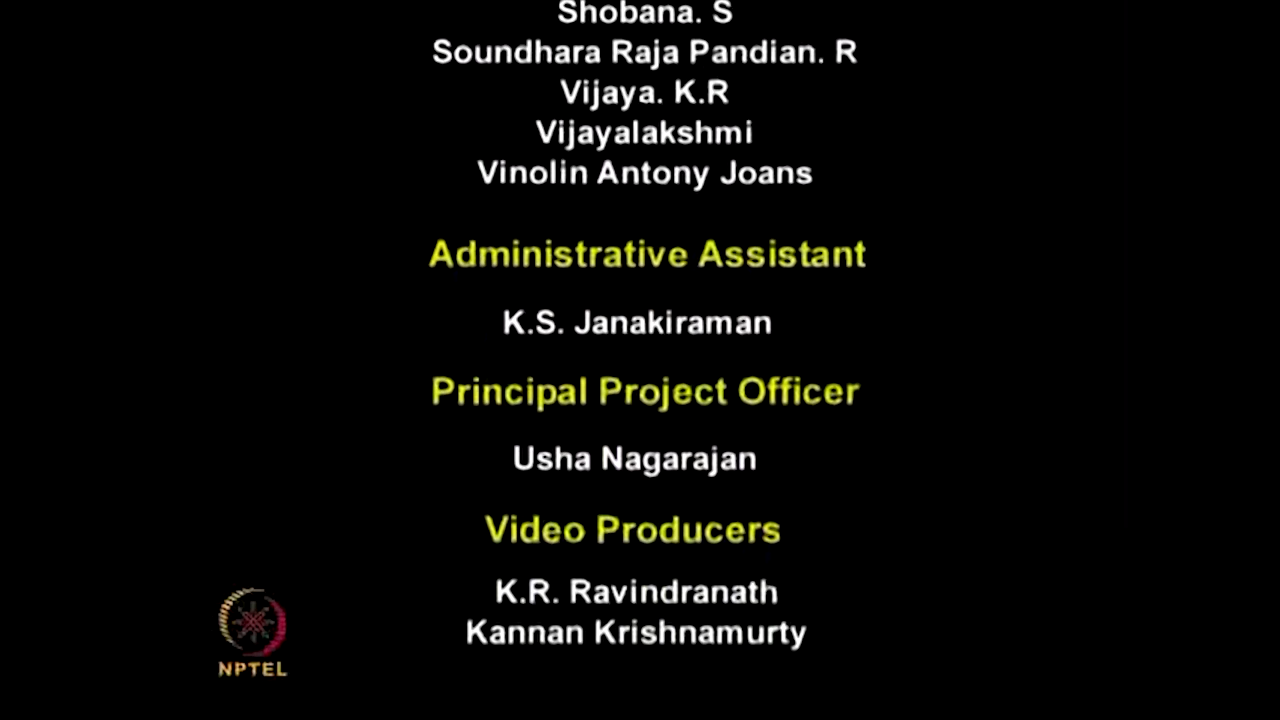 Shobana. S
Soundhara Raja Pandian. R
Vijaya. K.R
Vijayalakshmi
Vinolin Antony Joans
Administrative Assistant
K.S. Janakiraman
Principal Project Officer
Usha Nagarajan
Video Producers
K.R. Ravindranath
Kannan Krishnamurty
NPTEL